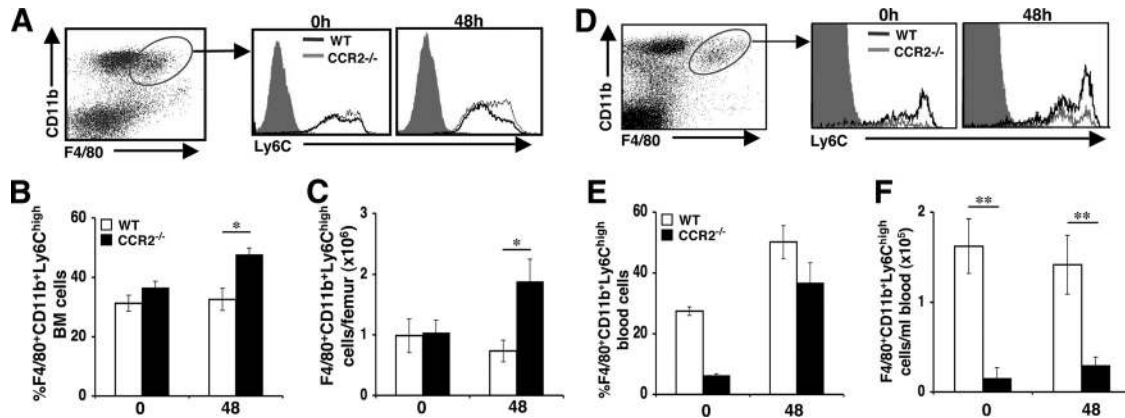 A
CD11b
F4/80
0h
WT
CCR2-/-
48h
Ly6C
B
%F4/80⁺CD11b⁺Ly6Cʰⁱᵍʰ
BM cells
60
40
20
0
WT
CCR2⁻/⁻
*
0
48
C
F4/80⁺CD11b⁺Ly6Cʰⁱᵍʰ
cells/femur (x10⁶)
3
2
1
0
*
0
48
D
CD11b
F4/80
0h
WT
CCR2-/-
48h
Ly6C
E
%F4/80⁺CD11b⁺Ly6Cʰⁱᵍʰ
blood cells
60
40
20
0
WT
CCR2⁻/⁻
0
48
F
F4/80⁺CD11b⁺Ly6Cʰⁱᵍʰ
cells/ml blood (x10⁵)
2
1
0
**
**
0
48